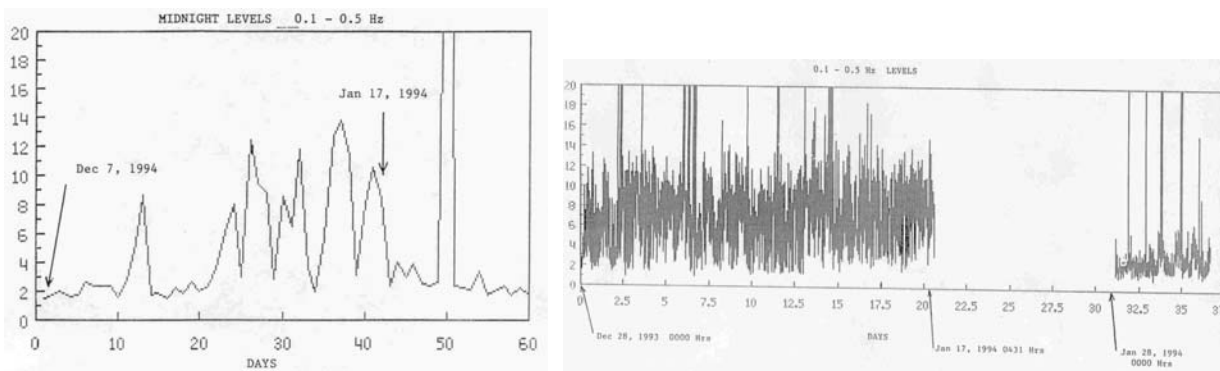 MIDNIGHT LEVELS 0.1 - 0.5 Hz
20
18
16
14
12
10
8
6
4
2
0
Dec 7, 1994
Jan 17, 1994
0 10 20 30 40 50 60
DAYS
0.1 - 0.5 Hz LEVELS
20
18
16
14
12
10
8
6
4
2
0
0 2.5 5 7.5 10 12.5 15 17.5 20 22.5 25 27.5 30 32.5 35
Dec 28, 1993 0000 Hrs
DAYS
Jan 17, 1994 0431 Hrs
Jan 28, 1994
0000 Hrs